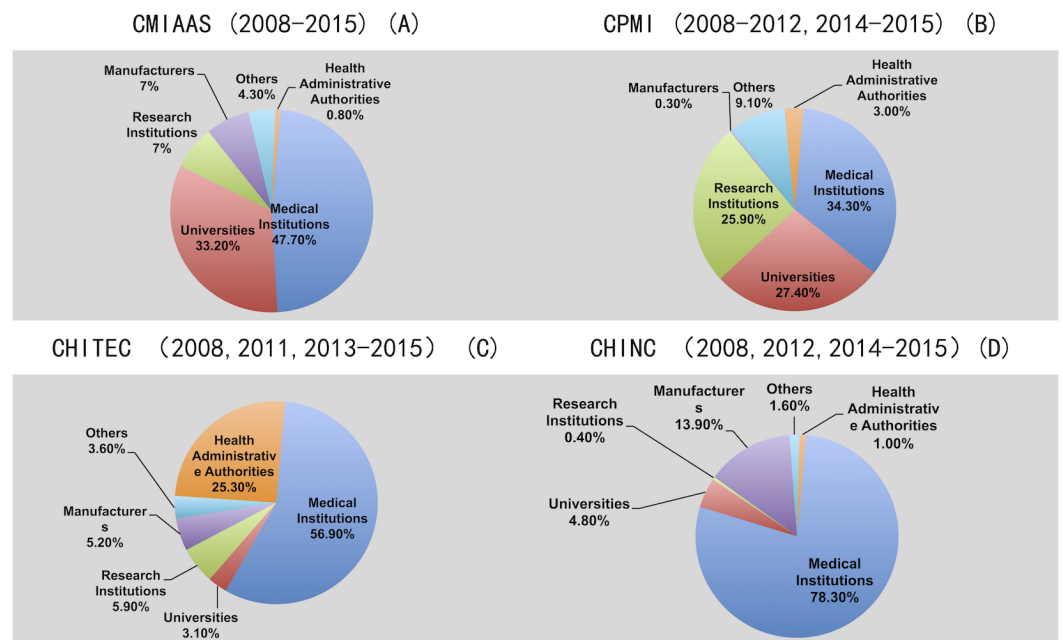 CMIAAS (2008-2015) (A)
Manufacturers
7%
Others
4.30%
Health
Administrative
Authorities
0.80%
Research
Institutions
7%
Medical
Institutions
47.70%
Universities
33.20%
CPMI (2008-2012, 2014-2015) (B)
Manufacturers
0.30%
Others
9.10%
Health
Administrative
Authorities
3.00%
Medical
Institutions
34.30%
Research
Institutions
25.90%
Universities
27.40%
CHITEC (2008, 2011, 2013-2015) (C)
Others
3.60%
Health
Administrativ
e Authorities
25.30%
Medical
Institutions
56.90%
Manufacturer
s
5.20%
Research
Institutions
5.90%
Universities
3.10%
CHINC (2008, 2012, 2014-2015) (D)
Research
Institutions
0.40%
Manufacturer
s
13.90%
Others
1.60%
Health
Administrativ
e Authorities
1.00%
Universities
4.80%
Medical
Institutions
78.30%